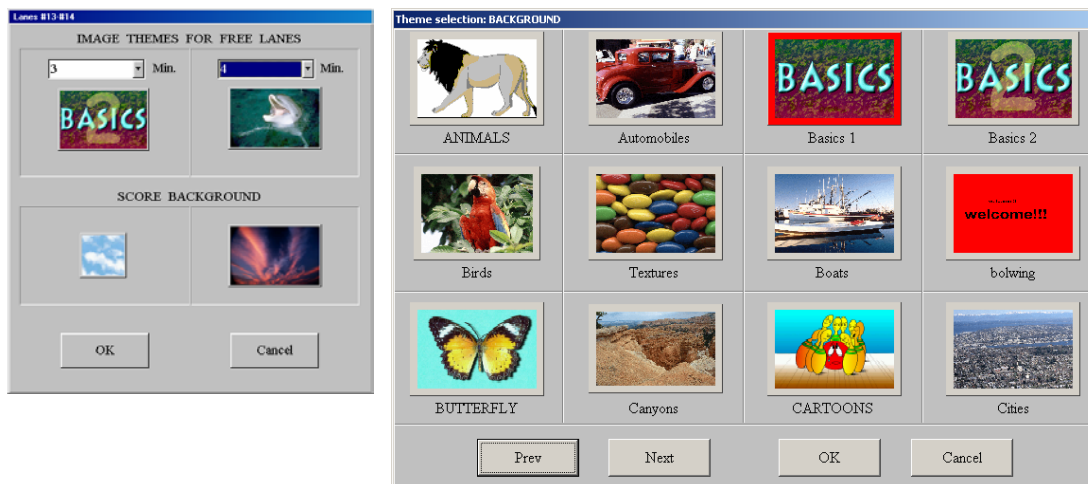 Lanes #13-#14
IMAGE THEMES FOR FREE LANES
3 Min. 4 Min.
BASICS 2
SCORE BACKGROUND
OK Cancel
Theme selection: BACKGROUND
BASICS BASICS 2
ANIMALS Automobiles Basics 1 Basics 2
welcome!!!
Birds Textures Boats bolwing
BUTTERFLY Canyons CARTOONS Cities
Prev Next OK Cancel